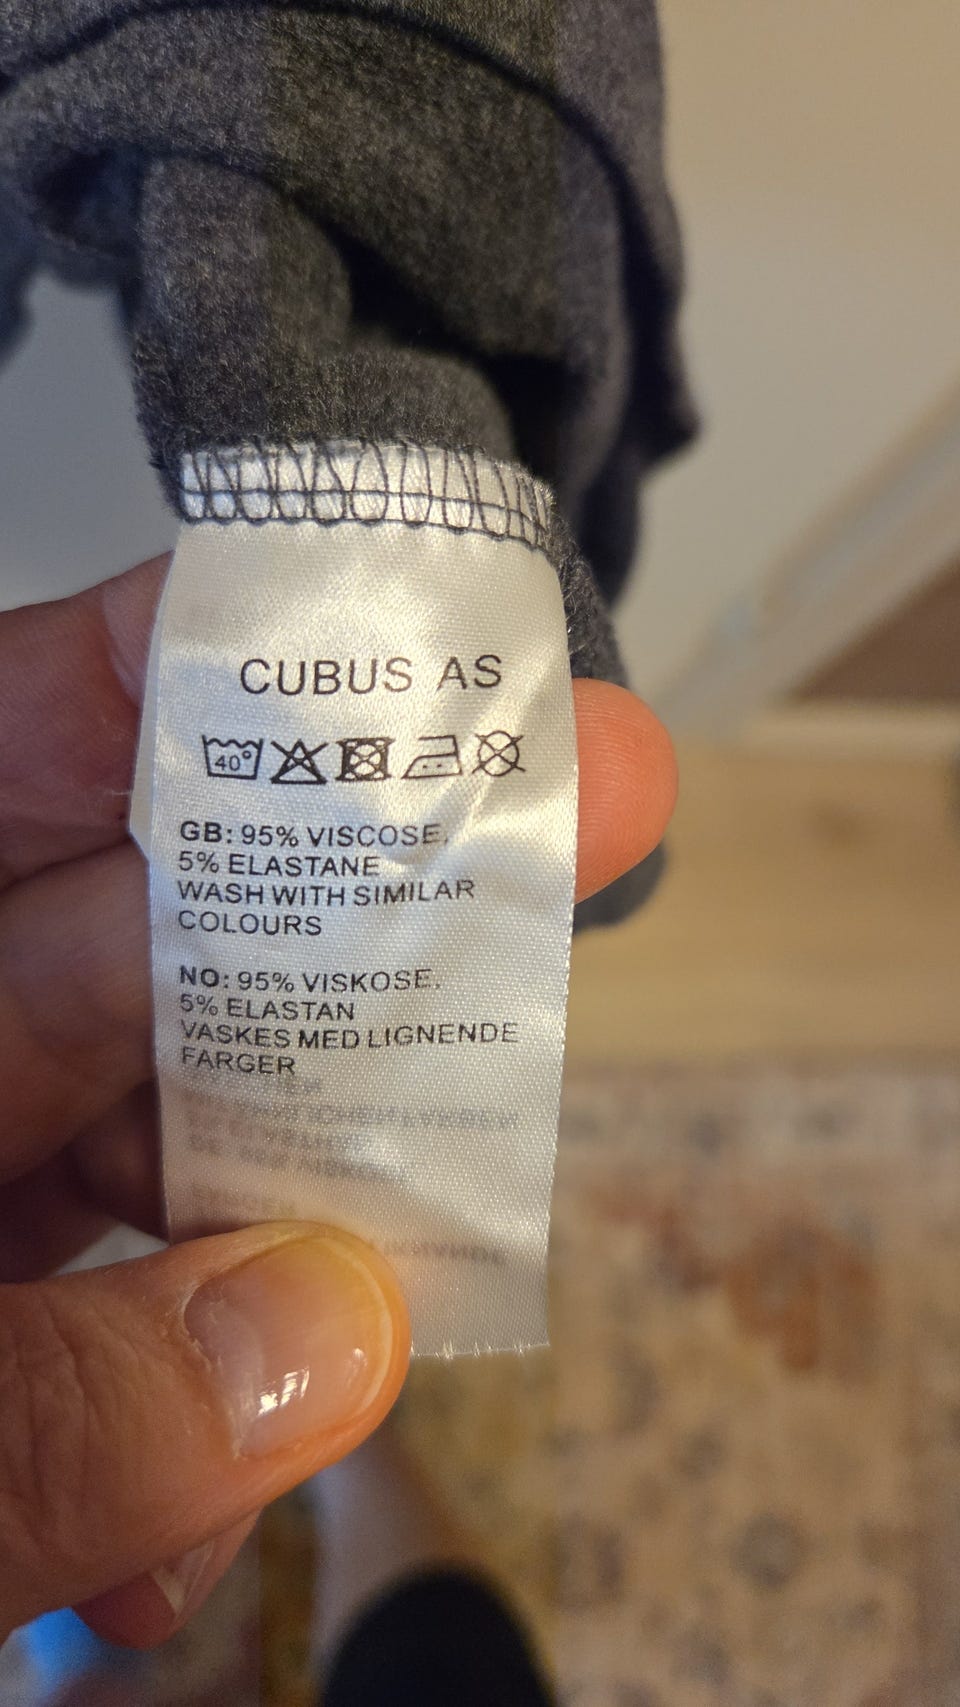 CUBUS AS
40°
GB: 95% VISCOSE,
5% ELASTANE
WASH WITH SIMILAR
COLOURS
NO: 95% VISKOSE,
5% ELASTAN
VASKES MED LIGNENDE
FARGER